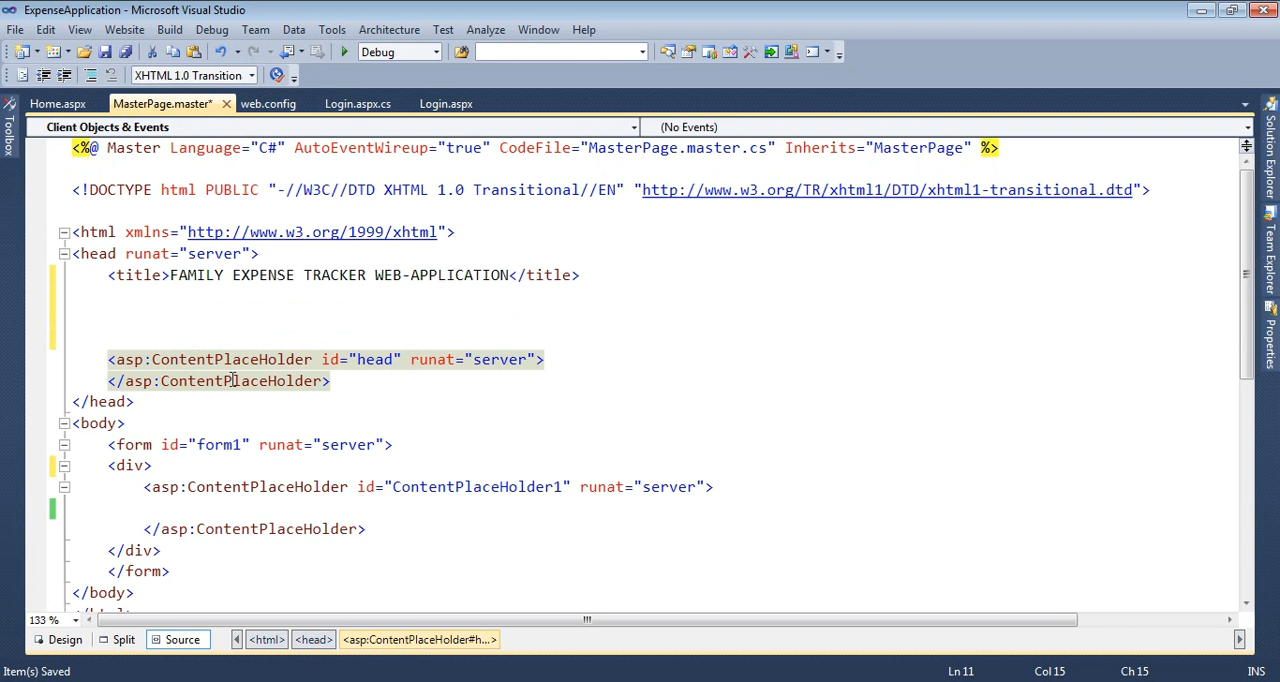 ExpenseApplication - Microsoft Visual Studio
File Edit View Website Build Debug Team Data Tools Architecture Test Analyze Window Help
Debug
XHTML 1.0 Transition
Home.aspx MasterPage.master* web.config Login.aspx.cs Login.aspx
Client Objects & Events (No Events)
<%@ Master Language="C#" AutoEventWireup="true" CodeFile="MasterPage.master.cs" Inherits="MasterPage" %>
<!DOCTYPE html PUBLIC "-//W3C//DTD XHTML 1.0 Transitional//EN" "http://www.w3.org/TR/xhtml1/DTD/xhtml1-transitional.dtd">
<html xmlns="http://www.w3.org/1999/xhtml">
<head runat="server">
<title>FAMILY EXPENSE TRACKER WEB-APPLICATION</title>
<asp:ContentPlaceHolder id="head" runat="server">
</asp:ContentPlaceHolder>
</head>
<body>
<form id="form1" runat="server">
<div>
<asp:ContentPlaceHolder id="ContentPlaceHolder1" runat="server">
</asp:ContentPlaceHolder>
</div>
</form>
</body>
133 %
Design Split Source <html> <head> <asp:ContentPlaceHolder#h...>
Item(s) Saved Ln 11 Col 15 Ch 15 INS
Toolbox
Solution Explorer
Team Explorer
Properties